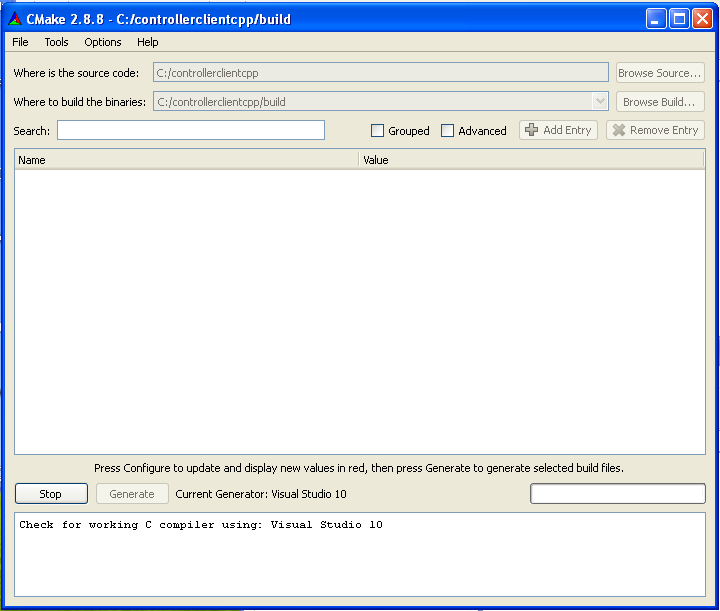 CMake 2.8.8 - C:/controllerclientcpp/build
File Tools Options Help
Where is the source code: C:/controllerclientcpp Browse Source...
Where to build the binaries: C:/controllerclientcpp/build Browse Build...
Search: Grouped Advanced Add Entry Remove Entry
Name Value
Press Configure to update and display new values in red, then press Generate to generate selected build files.
Stop Generate Current Generator: Visual Studio 10
Check for working C compiler using: Visual Studio 10